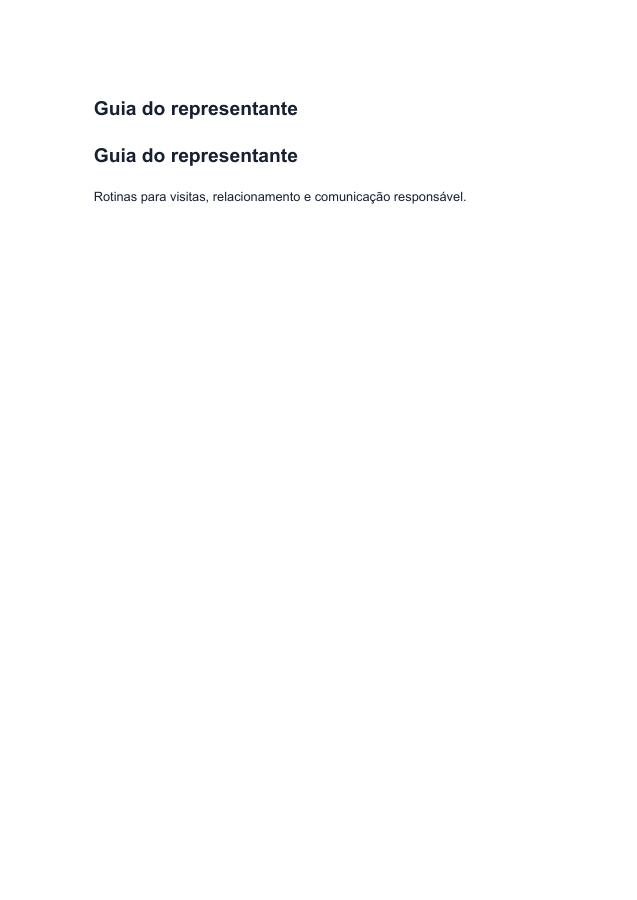 Guia do representante
Guia do representante
Rotinas para visitas, relacionamento e comunicação responsável.